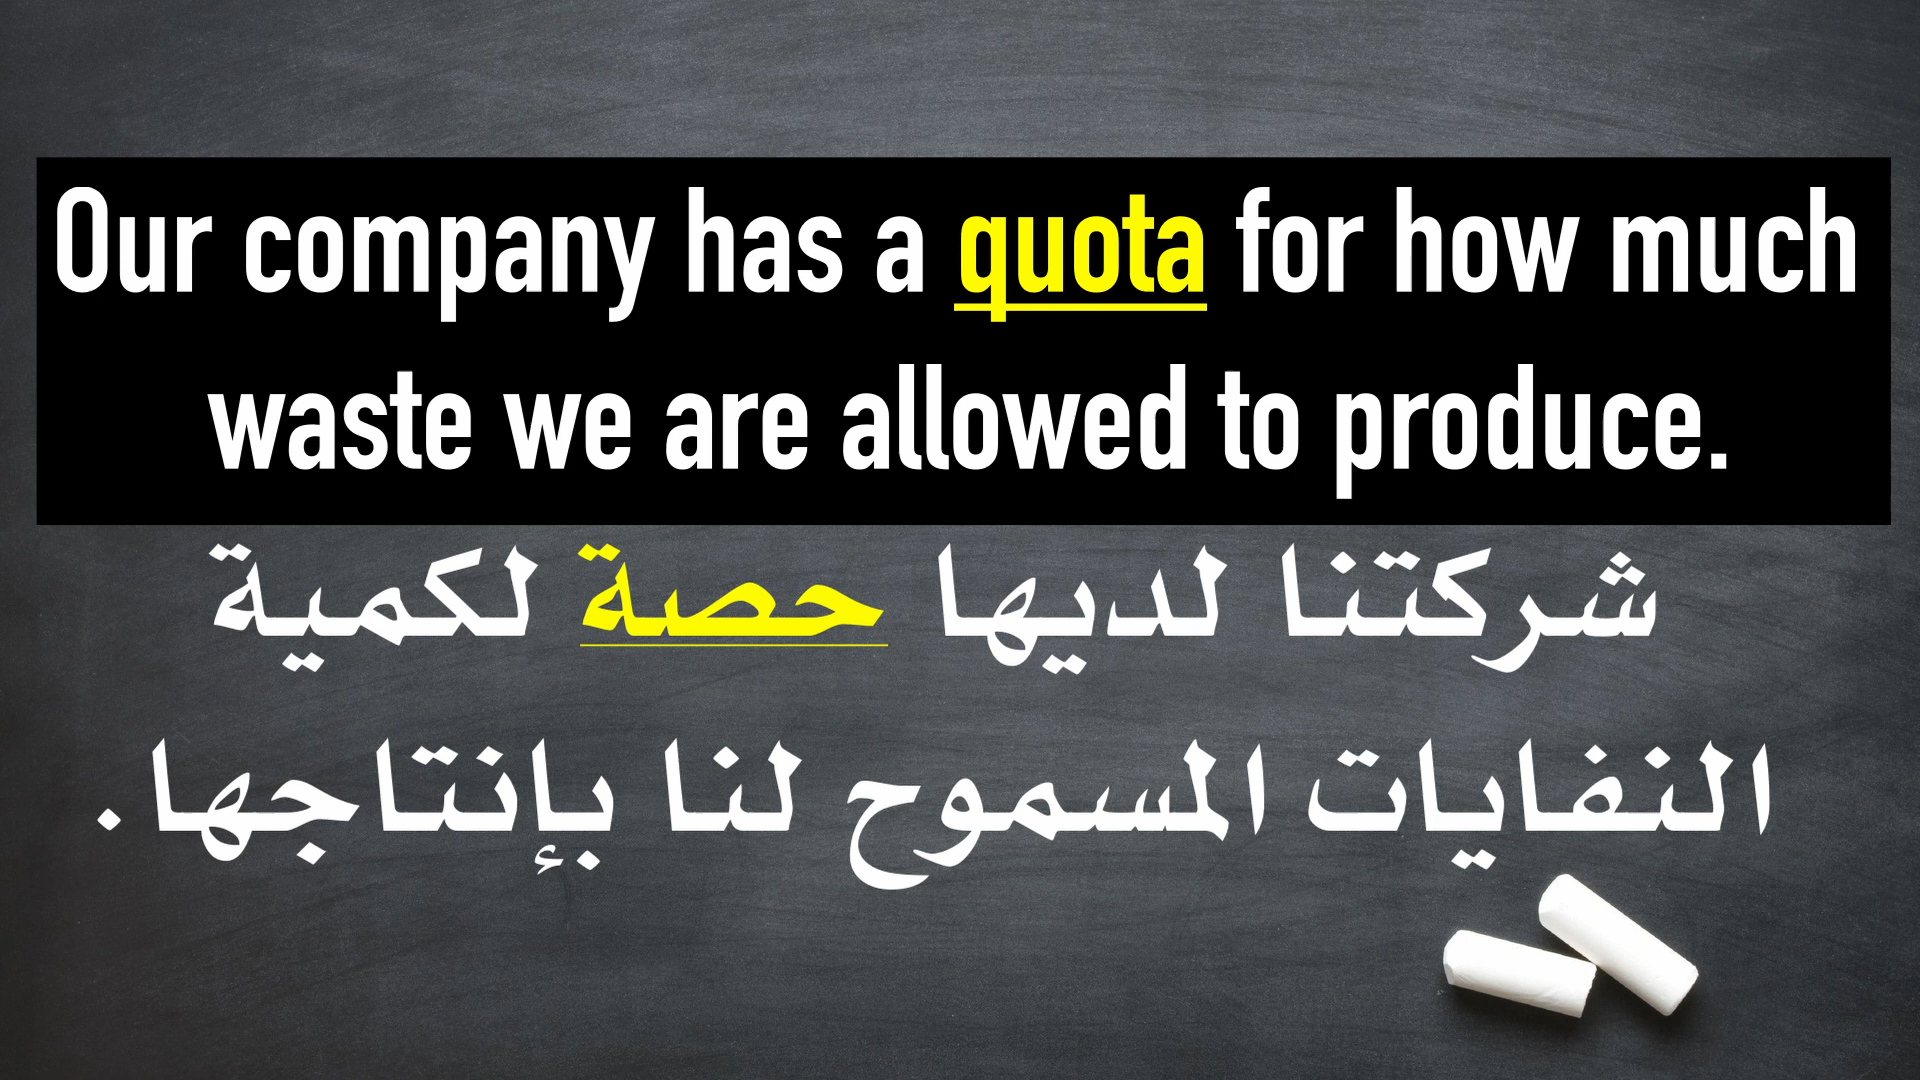 Our company has a quota for how much
waste we are allowed to produce.
شركتنا لديها حصة لكمية
النفايات المسموح لنا بإنتاجها.